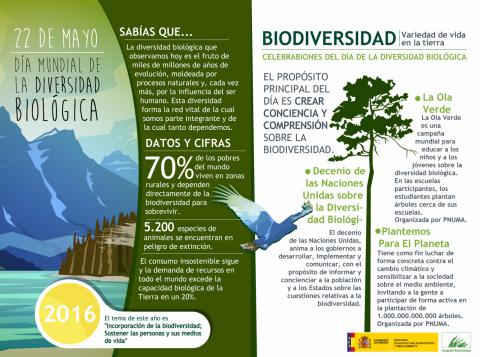 22 DE MAYO
DÍA MUNDIAL DE
LA DIVERSIDAD
BIOLÓGICA
SABÍAS QUE...
La diversidad biológica que
observamos hoy es el fruto de
miles de millones de años de
evolución, moldeada por
procesos naturales y, cada vez
más, por la influencia del ser
humano. Esta diversidad
forma la red vital de la cual
somos parte integrante y de
la cual tanto dependemos.
DATOS Y CIFRAS
70% de los pobres
del mundo
viven en zonas
rurales y dependen
directamente de la
biodiversidad para
sobrevivir.
5.200 especies de
animales se encuentran en
peligro de extinción.
El consumo insostenible sigue
y la demanda de recursos en
todo el mundo excede la
capacidad biológica de la
Tierra en un 20%.
2016
El tema de este año es
"Incorporación de la biodiversidad;
Sostener las personas y sus medios
de vida"
BIODIVERSIDAD
Variedad de vida
en la tierra
CELEBRABIONES DEL DÍA DE LA DIVERSIDAD BIOLÓGICA
EL PROPÓSITO
PRINCIPAL DEL
DÍA ES CREAR
CONCIENCIA Y
COMPRENSIÓN
SOBRE LA
BIODIVERSIDAD.
Decenio de
las Naciones
Unidas sobre
la Diversi-
dad Biológi-
El decenio
de las Naciones Unidas,
anima a los gobiernos a
desarrollar, implementar y
comunicar, con el
propósito de informar y
concienciar a la población
y a los Estados sobre las
cuestiones relativas a la
biodiversidad.
La Ola
Verde
La Ola Verde
es una
campaña
mundial para
educar a los
niños y a los
jóvenes sobre la
diversidad biológica.
En las escuelas
participantes, los
estudiantes plantan
árboles cerca de sus
escuelas.
Organizada por PNUMA.
Plantemos
Para El Planeta
Tiene como fin luchar de
forma concreta contra el
cambio climático y
sensibilizar a la sociedad
sobre el medio ambiente,
invitando a la gente a
participar de forma activa en
la plantación de
1.000.000.000.000 árboles.
Organizada por PNUMA.
GOBIERNO
DE ESPAÑA
Fundación Biodiversidad